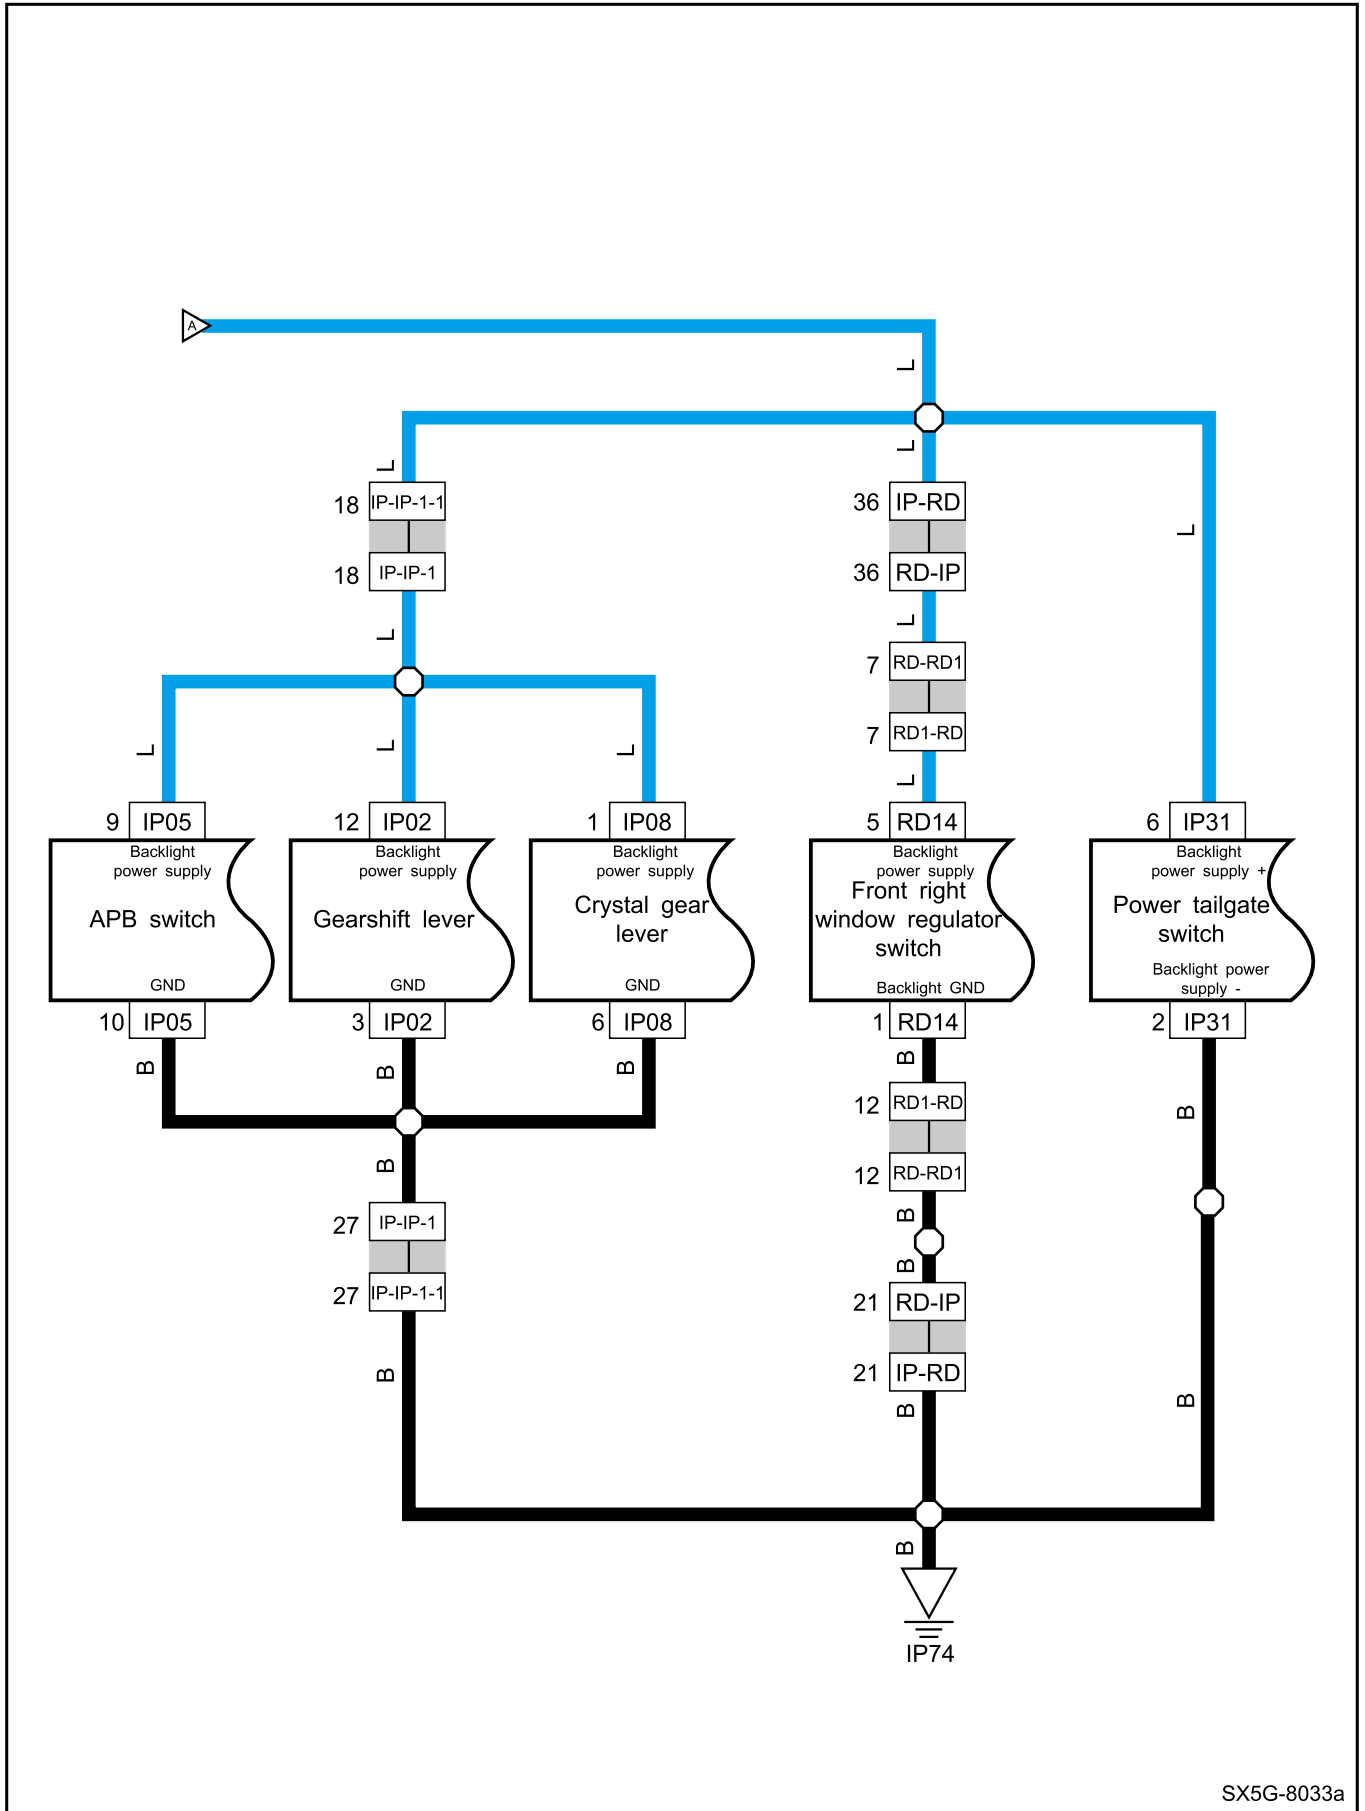 A
L
L
L
L
18 IP-IP-1-1
36 IP-RD
18 IP-IP-1
36 RD-IP
L
L
7 RD-RD1
7 RD1-RD
L
L
L
L
9 IP05
12 IP02
1 IP08
5 RD14
6 IP31
Backlight
power supply
APB switch
GND
Backlight
power supply
Gearshift lever
GND
Backlight
power supply
Crystal gear
lever
GND
Backlight
power supply
Front right
window regulator
switch
Backlight GND
Backlight
power supply +
Power tailgate
switch
Backlight power
supply -
10 IP05
3 IP02
6 IP08
1 RD14
2 IP31
B
B
B
B
B
12 RD1-RD
B
12 RD-RD1
27 IP-IP-1
B
B
27 IP-IP-1-1
21 RD-IP
B
21 IP-RD
B
B
B
IP74
SX5G-8033a